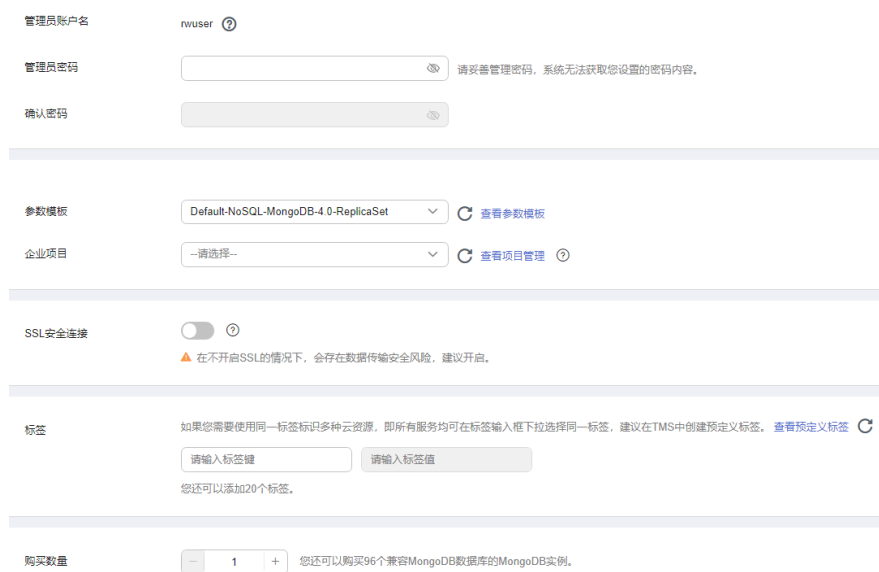 管理员账户名 rwuser
管理员密码 请妥善管理密码，系统无法获取您设置的密码内容。
确认密码
参数模板 Default-NoSQL-MongoDB-4.0-ReplicaSet 查看参数模板
企业项目 --请选择-- 查看项目管理
SSL安全连接
在不开启SSL的情况下，会存在数据传输安全风险，建议开启。
标签 如果您需要使用同一标签标识多种云资源，即所有服务均可在标签输入框下拉选择同一标签，建议在TMS中创建预定义标签。 查看预定义标签
请输入标签键 请输入标签值
您还可以添加20个标签。
购买数量 − 1 + 您还可以购买96个兼容MongoDB数据库的MongoDB实例。